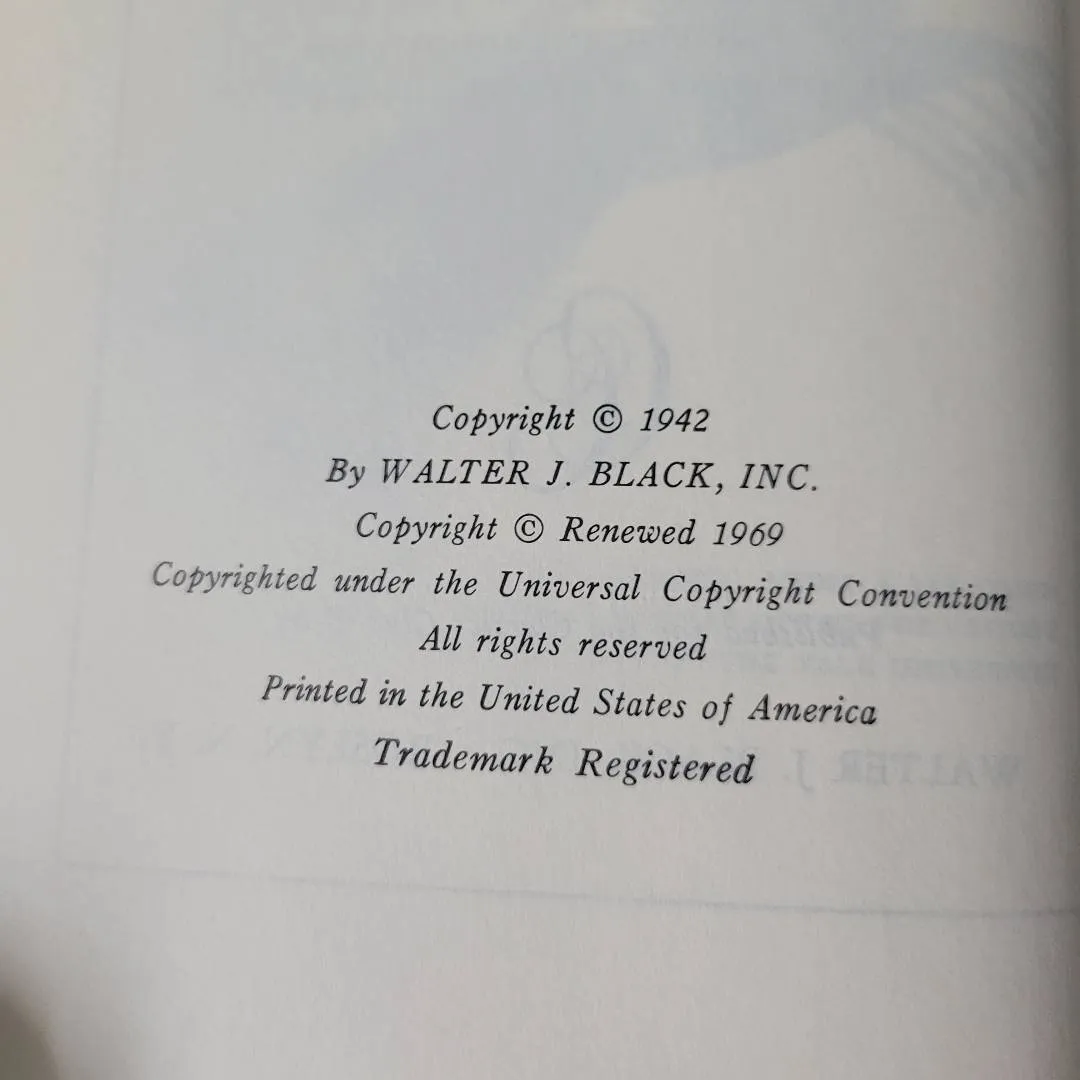 Copyright © 1942
By WALTER J. BLACK, INC.
Copyright © Renewed 1969
Copyrighted under the Universal Copyright Convention
All rights reserved
Printed in the United States of America
Trademark Registered
WALTER J.